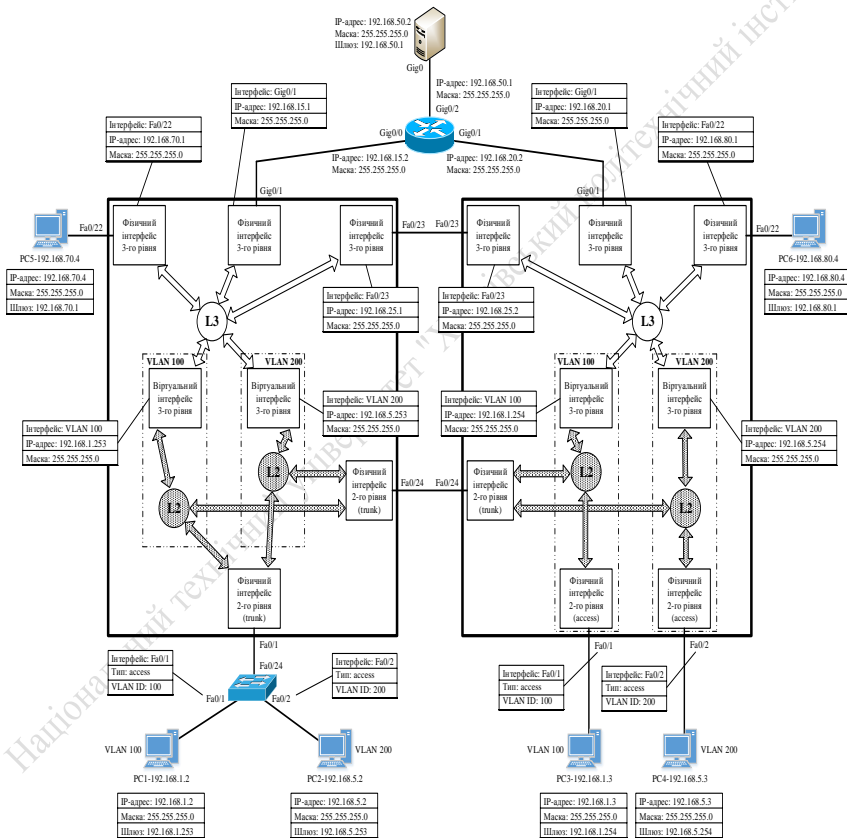 IP-адрес: 192.168.50.2
Маска: 255.255.255.0
Шлюз: 192.168.50.1
Gig0
IP-адрес: 192.168.50.1
Маска: 255.255.255.0
Gig0/2
Gig0/0
Gig0/1
IP-адрес: 192.168.15.2
Маска: 255.255.255.0
IP-адрес: 192.168.20.2
Маска: 255.255.255.0
Інтерфейс: Gig0/1
IP-адрес: 192.168.15.1
Маска: 255.255.255.0
Інтерфейс: Gig0/1
IP-адрес: 192.168.20.1
Маска: 255.255.255.0
Інтерфейс: Fa0/22
IP-адрес: 192.168.70.1
Маска: 255.255.255.0
Інтерфейс: Fa0/22
IP-адрес: 192.168.80.1
Маска: 255.255.255.0
Gig0/1
Gig0/1
Fa0/22
Фізичний
інтерфейс
3-го рівня
Фізичний
інтерфейс
3-го рівня
Фізичний
інтерфейс
3-го рівня
Fa0/23
Fa0/23
Фізичний
інтерфейс
3-го рівня
Фізичний
інтерфейс
3-го рівня
Фізичний
інтерфейс
3-го рівня
Fa0/22
PC5-192.168.70.4
IP-адрес: 192.168.70.4
Маска: 255.255.255.0
Шлюз: 192.168.70.1
PC6-192.168.80.4
IP-адрес: 192.168.80.4
Маска: 255.255.255.0
Шлюз: 192.168.80.1
Інтерфейс: Fa0/23
IP-адрес: 192.168.25.1
Маска: 255.255.255.0
Інтерфейс: Fa0/23
IP-адрес: 192.168.25.2
Маска: 255.255.255.0
L3
L3
VLAN 100
VLAN 200
VLAN 100
VLAN 200
Віртуальний
інтерфейс
3-го рівня
Віртуальний
інтерфейс
3-го рівня
Віртуальний
інтерфейс
3-го рівня
Віртуальний
інтерфейс
3-го рівня
Інтерфейс: VLAN 100
IP-адрес: 192.168.1.253
Маска: 255.255.255.0
Інтерфейс: VLAN 200
IP-адрес: 192.168.5.253
Маска: 255.255.255.0
Інтерфейс: VLAN 100
IP-адрес: 192.168.1.254
Маска: 255.255.255.0
Інтерфейс: VLAN 200
IP-адрес: 192.168.5.254
Маска: 255.255.255.0
L2
L2
L2
L2
Фізичний
інтерфейс
2-го рівня
(trunk)
Fa0/24
Fa0/24
Фізичний
інтерфейс
2-го рівня
(trunk)
Фізичний
інтерфейс
2-го рівня
(trunk)
Фізичний
інтерфейс
2-го рівня
(access)
Фізичний
інтерфейс
2-го рівня
(access)
Fa0/1
Fa0/24
Fa0/1
Fa0/2
Fa0/1
Fa0/2
Інтерфейс: Fa0/1
Тип: access
VLAN ID: 100
Інтерфейс: Fa0/2
Тип: access
VLAN ID: 200
Інтерфейс: Fa0/1
Тип: access
VLAN ID: 100
Інтерфейс: Fa0/2
Тип: access
VLAN ID: 200
VLAN 100
VLAN 200
VLAN 100
VLAN 200
PC1-192.168.1.2
PC2-192.168.5.2
PC3-192.168.1.3
PC4-192.168.5.3
IP-адрес: 192.168.1.2
Маска: 255.255.255.0
Шлюз: 192.168.1.253
IP-адрес: 192.168.5.2
Маска: 255.255.255.0
Шлюз: 192.168.5.253
IP-адрес: 192.168.1.3
Маска: 255.255.255.0
Шлюз: 192.168.1.254
IP-адрес: 192.168.5.3
Маска: 255.255.255.0
Шлюз: 192.168.5.254
Національний технічний університет